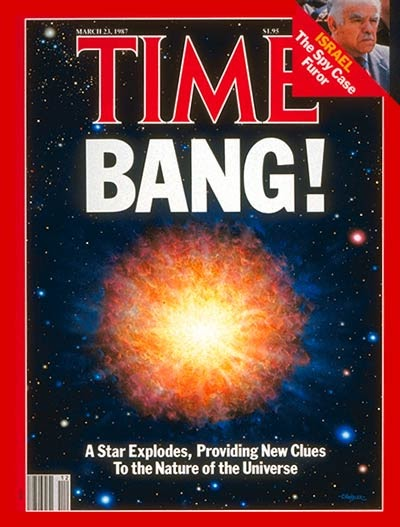 MARCH 23, 1987 $1.95
TIME
ISRAEL
The Spy Case
Furor
BANG!
A Star Explodes, Providing New Clues
To the Nature of the Universe
12